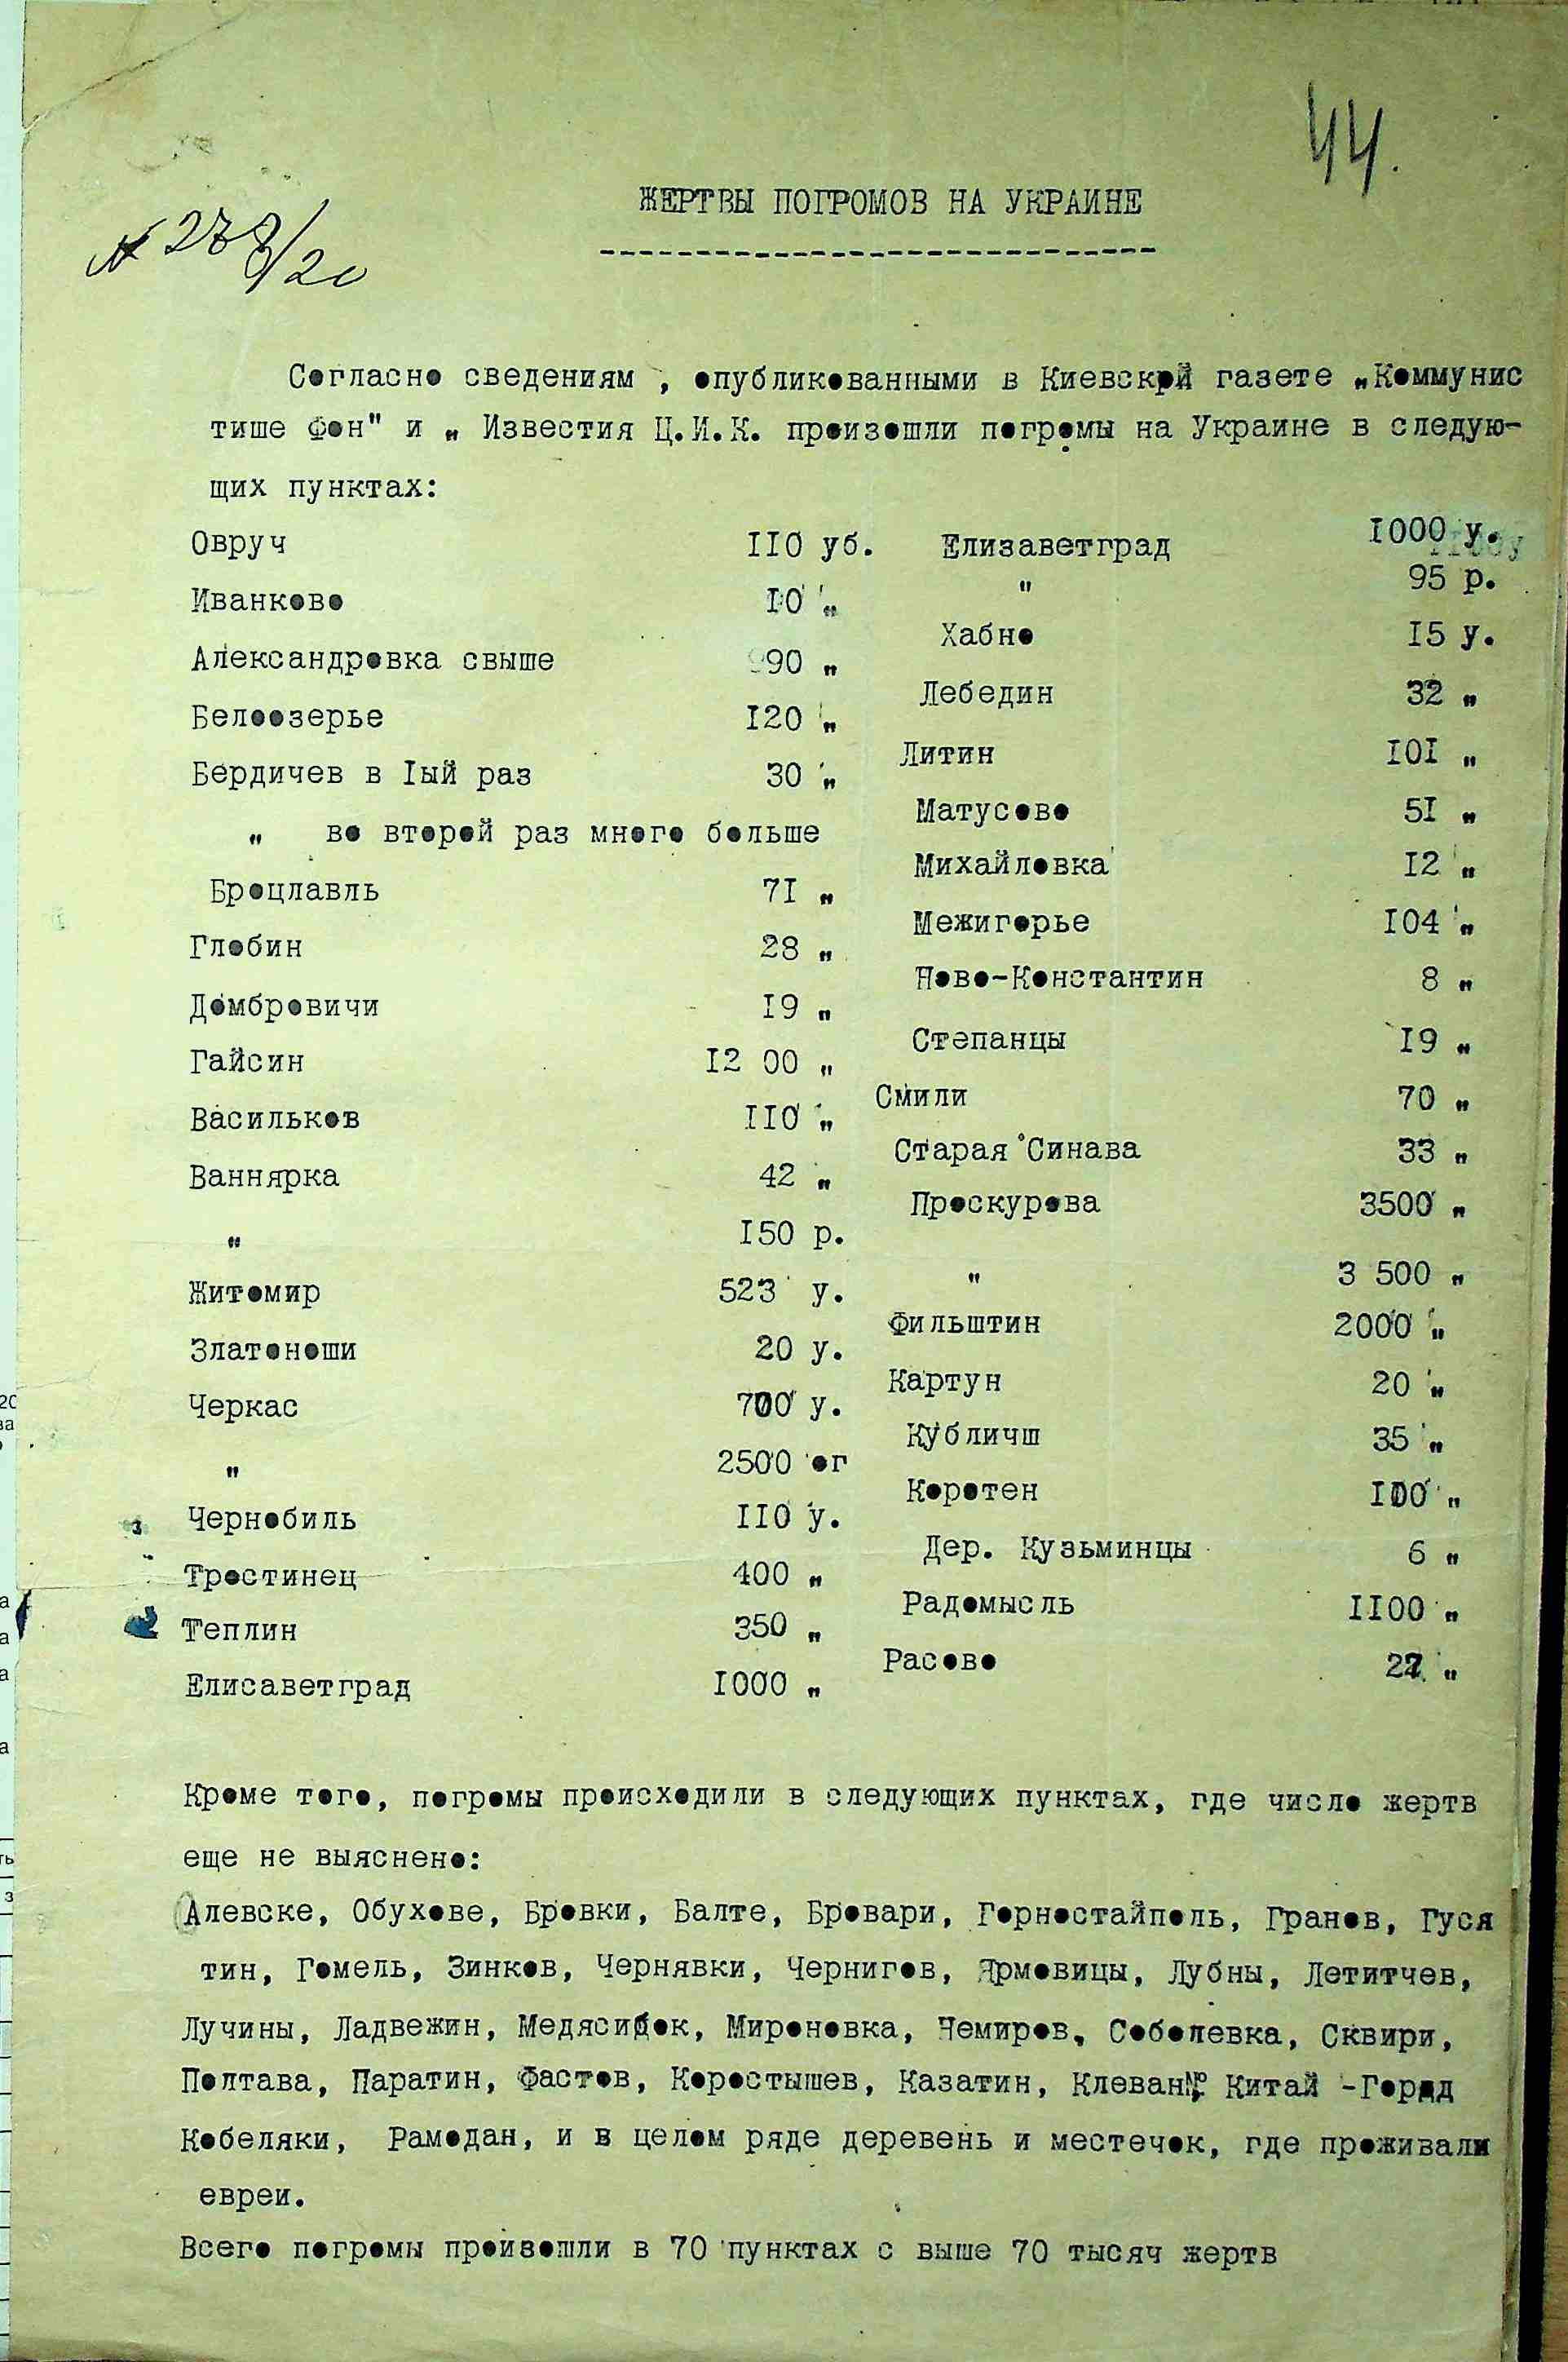 44.
ЖЕРТВЫ ПОГРОМОВ НА УКРАИНЕ
№ 278/20
Согласно сведениям , опубликованными в Киевской газете „Коммунис
тише Фон" и „ Известия Ц.И.К. произошли погромы на Украине в следую-
щих пунктах:
Овруч 110 уб.
Иванково 10 „
Александровка свыше 90 „
Белоозерье 120 „
Бердичев в 1ый раз 30 „
„ во второй раз много больше
Броцлавль 71 „
Глобин 28 „
Домбровичи 19 „
Гайсин 12 00 „
Васильков 110 „
Ваннярка 42 „
„ 150 р.
Житомир 523 у.
Златоноши 20 у.
Черкас 700 у.
„ 2500 ог
Чернобиль 110 у.
Тростинец 400 „
Теплин 350 „
Елисаветград 1000 „
Елизаветград 1000 у.
„ 95 р.
Хабно 15 у.
Лебедин 32 „
Литин 101 „
Матусово 51 „
Михайловка 12 „
Межигорье 104 „
Ново-Константин 8 „
Степанцы 19 „
Смили 70 „
Старая Синава 33 „
Проскурова 3500 „
„ 3 500 „
Фильштин 2000 „
Картун 20 „
Кубличш 35 „
Коротен 100 „
Дер. Кузьминцы 6 „
Радомысль 1100 „
Расово „
Кроме того, погромы происходили в следующих пунктах, где число жертв
еще не выяснено:
Алевске, Обухове, Бровки, Балте, Бровари, Горностайполь, Гранов, Гуся
тин, Гомель, Зинков, Чернявки, Чернигов, Ярмовицы, Лубны, Летитчев,
Лучины, Ладвежин, Мироновка, Немиров, Соболевка, Сквири,
Полтава, Паратин, Фастов, Коростышев, Казатин, Клевань Китай -Город
Кобеляки, Рамодан, и в целом ряде деревень и местечок, где проживали
евреи.
Всего погромы произошли в 70 пунктах с выше 70 тысяч жертв